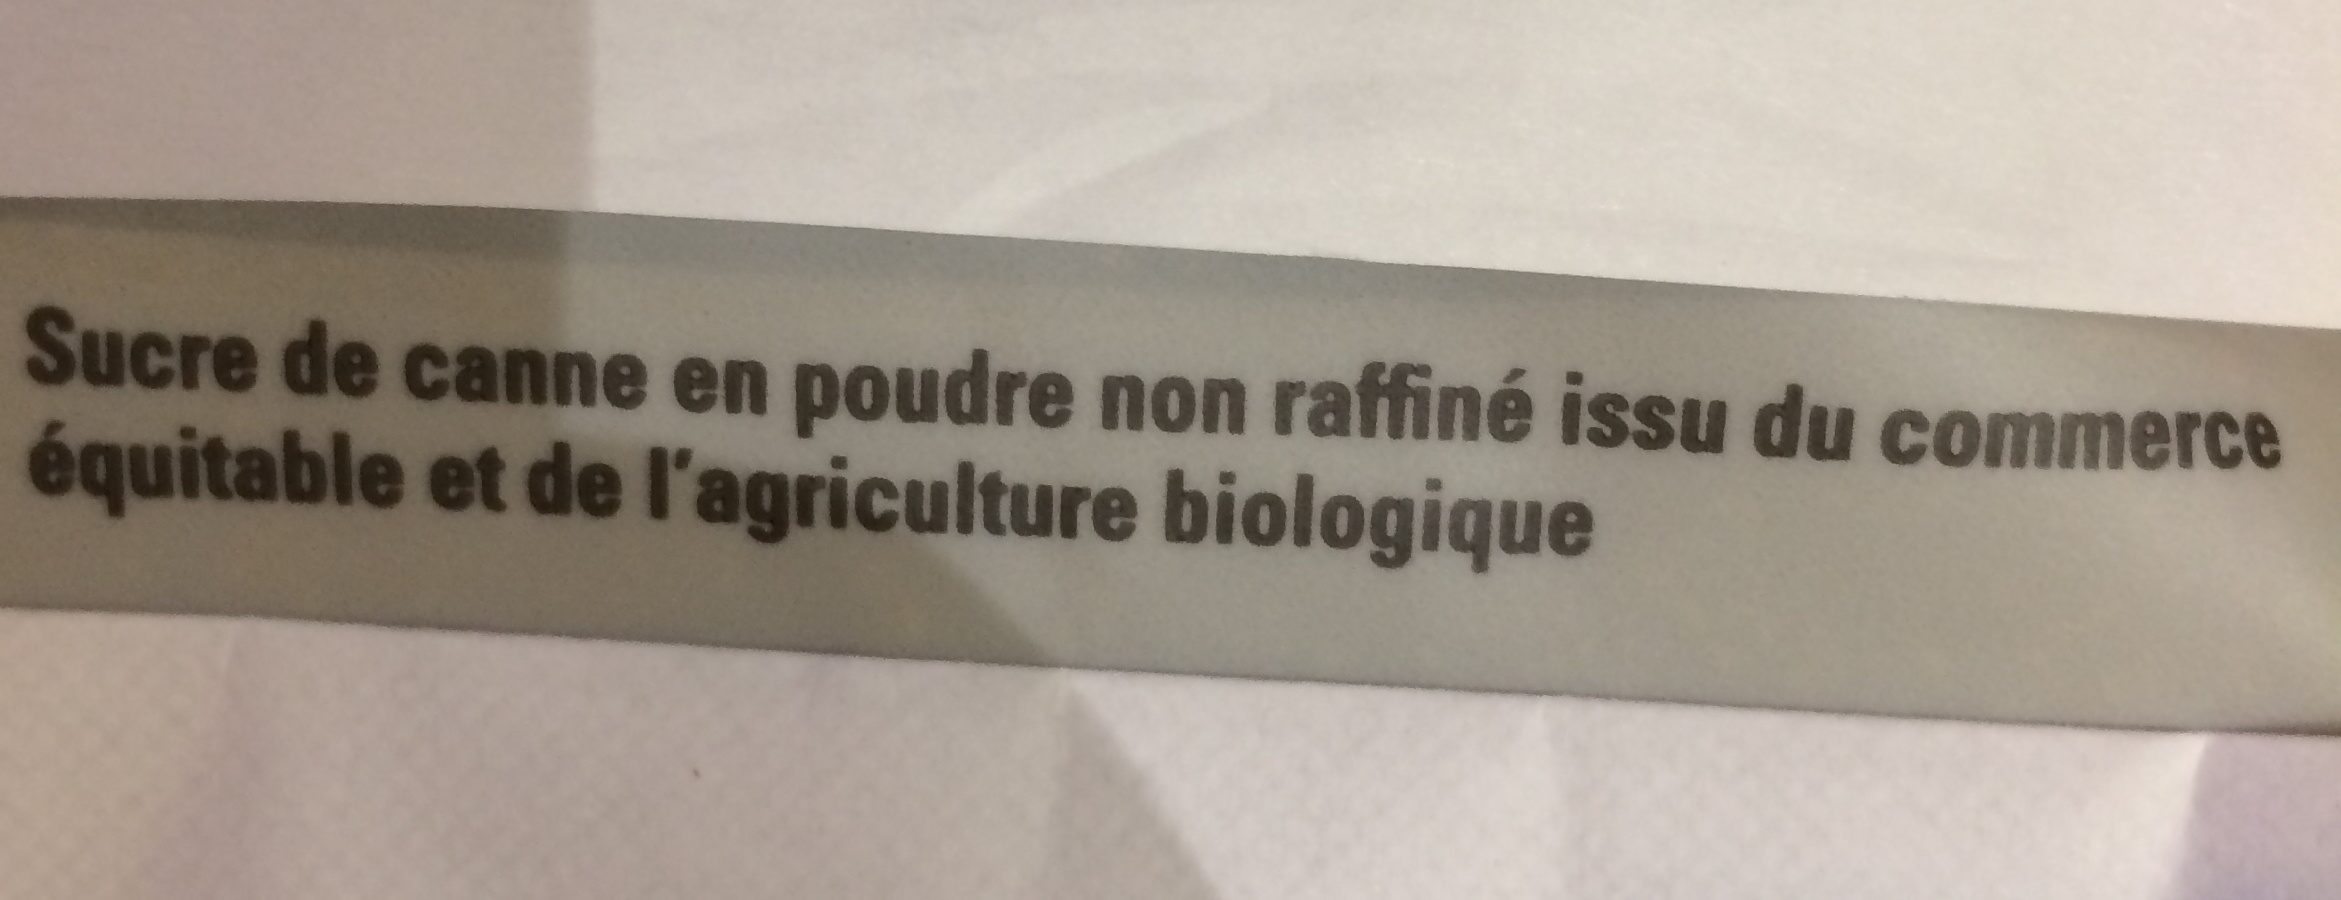 Sucre de canne en poudre non raffiné issu du commerce
équitable et de l'agriculture biologique